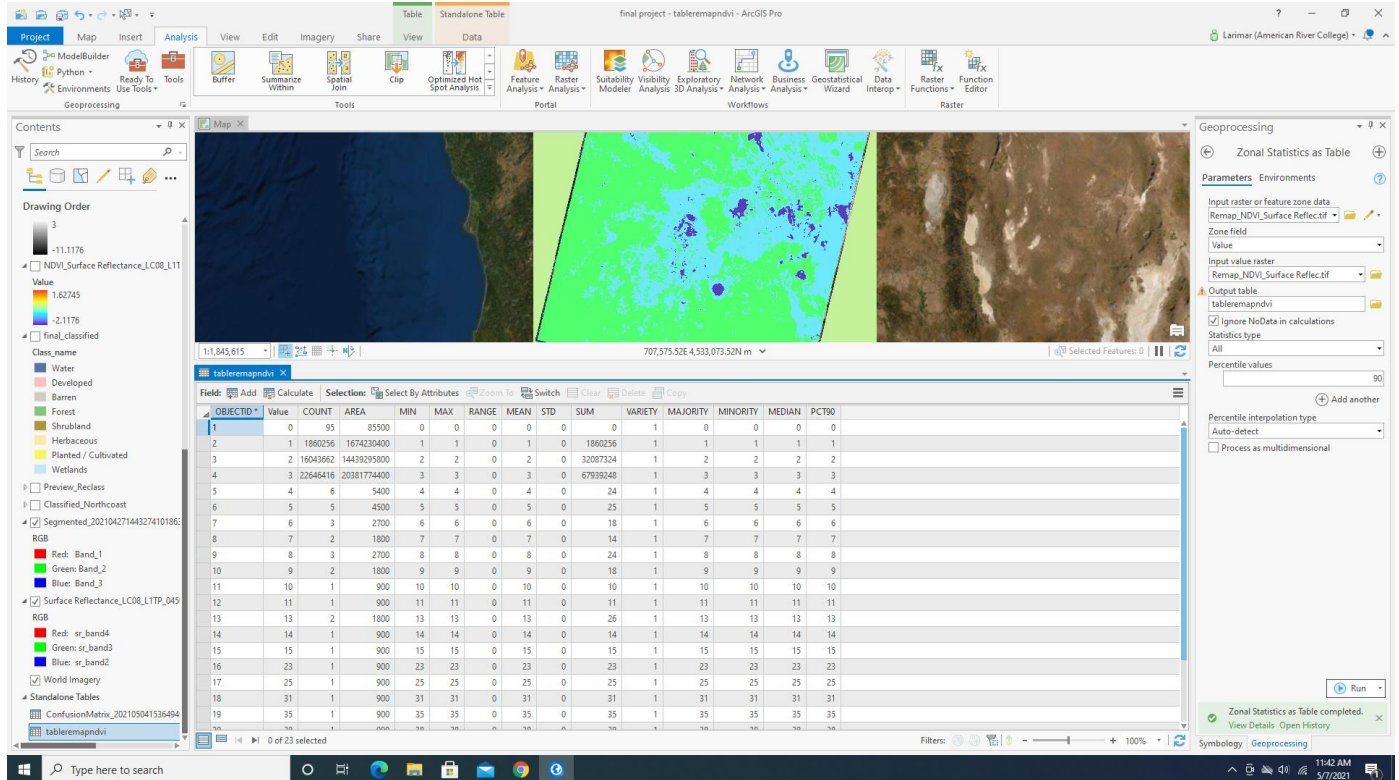 Table
Standalone Table
final project - tableremapndvi - ArcGIS Pro
Project Map Insert Analysis View Edit Imagery Share View Data
Larimar (American River College)
History
ModelBuilder
Python
Environments
Ready To Use Tools
Tools
Geoprocessing
Buffer
Summarize Within
Spatial Join
Clip
Optimized Hot Spot Analysis
Tools
Feature Analysis
Raster Analysis
Portal
Suitability Modeler
Visibility Analysis
Exploratory 3D Analysis
Network Analysis
Business Analysis
Geostatistical Wizard
Data Interop
Workflows
Raster Functions
Function Editor
Raster
Contents
Search
Drawing Order
3
-11.1176
NDVI_Surface Reflectance_LC08_L1T
Value
1.62745
-2.1176
final_classified
Class_name
Water
Developed
Barren
Forest
Shrubland
Herbaceous
Planted / Cultivated
Wetlands
Preview_Reclass
Classified_Northcoast
Segmented_202104271443274101863
RGB
Red: Band_1
Green: Band_2
Blue: Band_3
Surface Reflectance_LC08_L1TP_045
RGB
Red: sr_band4
Green: sr_band3
Blue: sr_band2
World Imagery
Standalone Tables
ConfusionMatrix_2021050415364949
tableremapndvi
Map
1:1,845,615
707,575.52E 4,533,073.52N m
Selected Features: 0
tableremapndvi
Field: Add Calculate Selection: Select By Attributes Zoom To Switch Clear Delete Copy
OBJECTID * Value COUNT AREA MIN MAX RANGE MEAN STD SUM VARIETY MAJORITY MINORITY MEDIAN PCT90
1 0 95 85500 0 0 0 0 0 0 1 0 0 0 0
2 1 1860256 1674230400 1 1 0 1 0 1860256 1 1 1 1 1
3 2 16043662 14439295800 2 2 0 2 0 32087324 1 2 2 2 2
4 3 22646416 20381774400 3 3 0 3 0 67939248 1 3 3 3 3
5 4 6 5400 4 4 0 4 0 24 1 4 4 4 4
6 5 5 4500 5 5 0 5 0 25 1 5 5 5 5
7 6 3 2700 6 6 0 6 0 18 1 6 6 6 6
8 7 2 1800 7 7 0 7 0 14 1 7 7 7 7
9 8 3 2700 8 8 0 8 0 24 1 8 8 8 8
10 9 2 1800 9 9 0 9 0 18 1 9 9 9 9
11 10 1 900 10 10 0 10 0 10 1 10 10 10 10
12 11 1 900 11 11 0 11 0 11 1 11 11 11 11
13 13 2 1800 13 13 0 13 0 26 1 13 13 13 13
14 14 1 900 14 14 0 14 0 14 1 14 14 14 14
15 15 1 900 15 15 0 15 0 15 1 15 15 15 15
16 23 1 900 23 23 0 23 0 23 1 23 23 23 23
17 25 1 900 25 25 0 25 0 25 1 25 25 25 25
18 31 1 900 31 31 0 31 0 31 1 31 31 31 31
19 35 1 900 35 35 0 35 0 35 1 35 35 35 35
0 of 23 selected
Filters:
100%
Geoprocessing
Zonal Statistics as Table
Parameters Environments
Input raster or feature zone data
Remap_NDVI_Surface Reflec.tif
Zone field
Value
Input value raster
Remap_NDVI_Surface Reflec.tif
Output table
tableremapndvi
Ignore NoData in calculations
Statistics type
All
Percentile values
90
Add another
Percentile interpolation type
Auto-detect
Process as multidimensional
Run
Zonal Statistics as Table completed.
View Details Open History
Symbology Geoprocessing
Type here to search
11:42 AM
5/7/2021